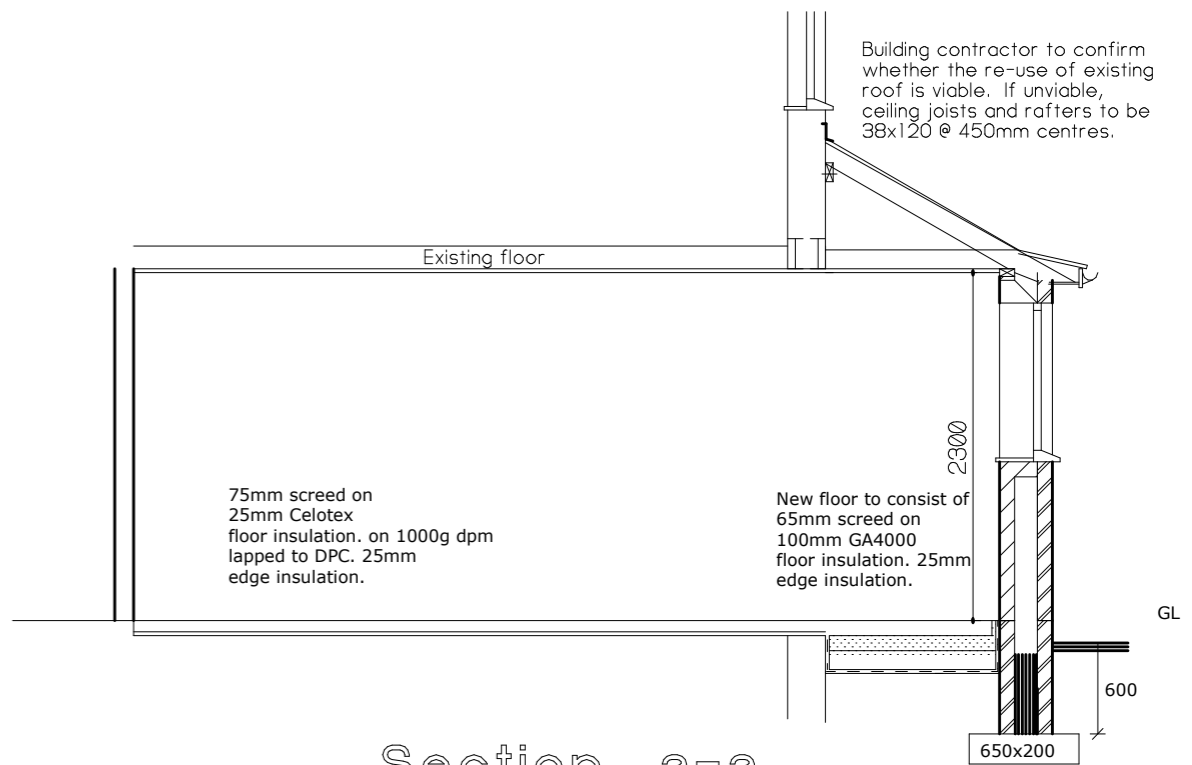 Building contractor to confirm
whether the re-use of existing
roof is viable. If unviable,
ceiling joists and rafters to be
38x120 @ 450mm centres.
Existing floor
2300
75mm screed on
25mm Celotex
floor insulation. on 1000g dpm
lapped to DPC. 25mm
edge insulation.
New floor to consist of
65mm screed on
100mm GA4000
floor insulation. 25mm
edge insulation.
GL
600
650x200
Section a-a